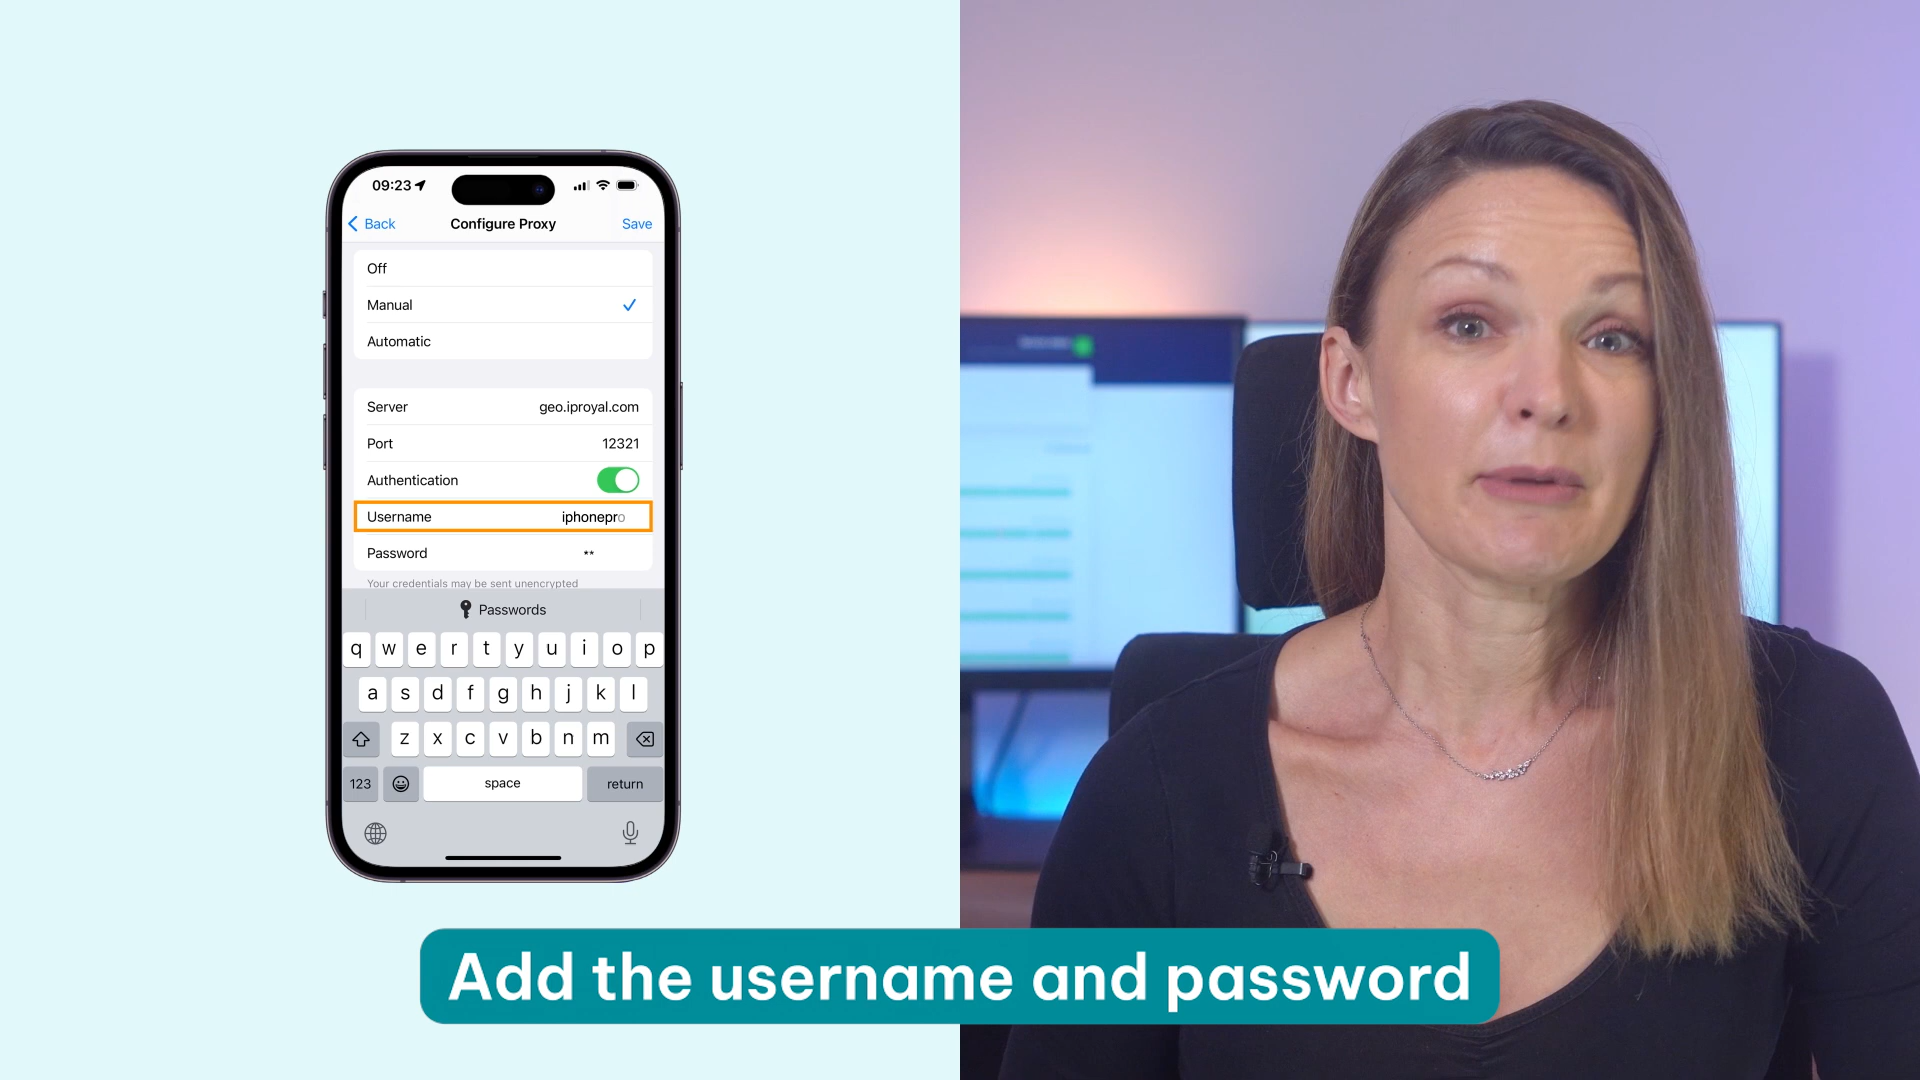 09:23
Back Configure Proxy Save
Off
Manual
Automatic
Server geo.iproyal.com
Port 12321
Authentication
Username iphonepro
Password **
Your credentials may be sent unencrypted
Passwords
q w e r t y u i o p
a s d f g h j k l
z x c v b n m
123 space return
Add the username and password